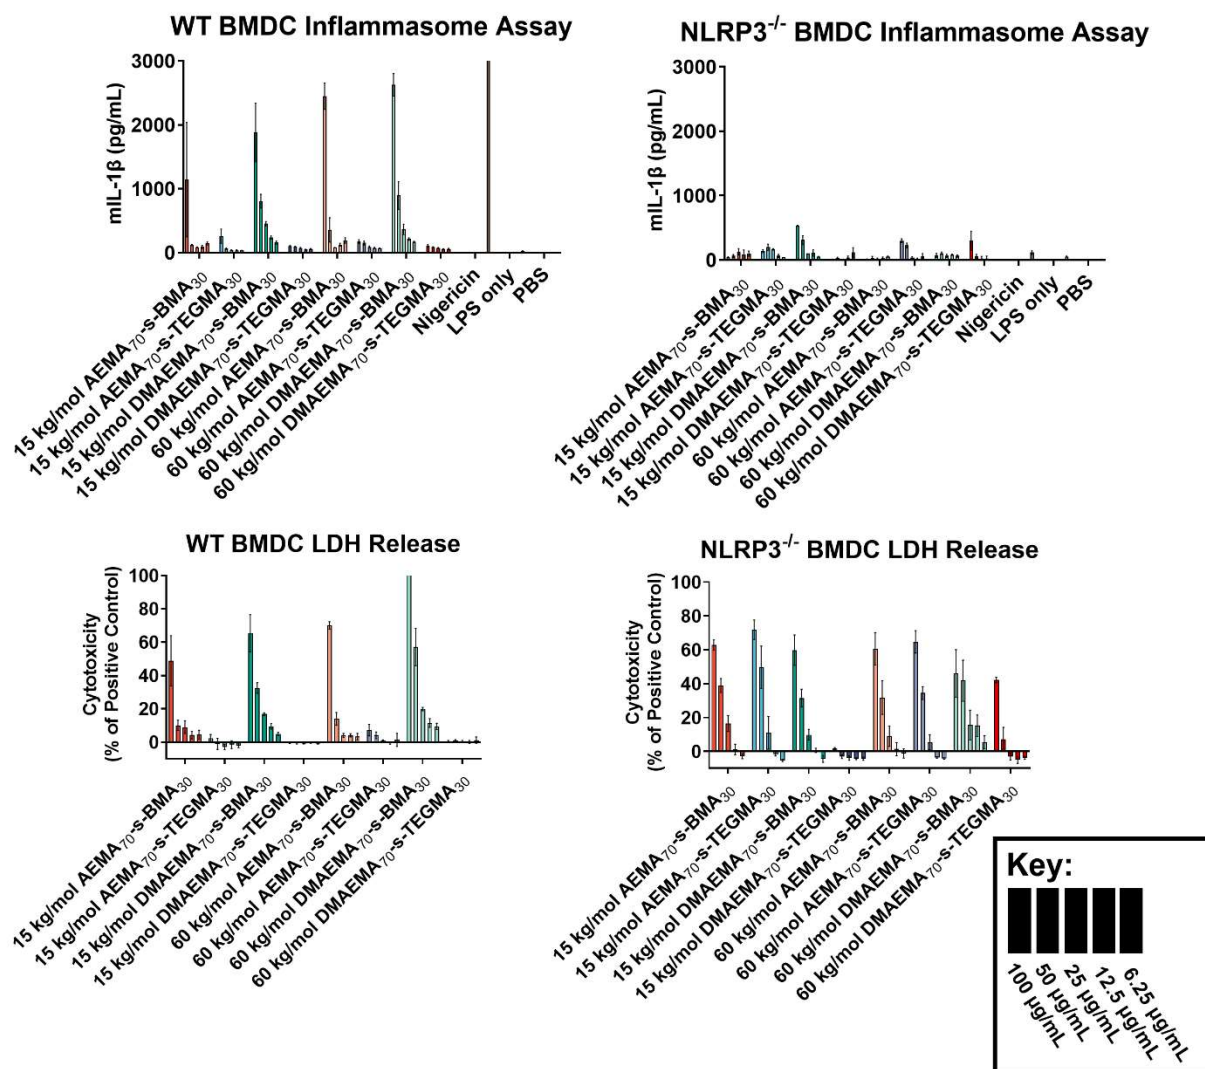 WT BMDC Inflammasome Assay
mIL-1β (pg/mL)
3000
2000
1000
0
15 kg/mol AEMA70-s-BMA30
15 kg/mol AEMA70-s-TEGMA30
15 kg/mol DMAEMA70-s-BMA30
15 kg/mol DMAEMA70-s-TEGMA30
60 kg/mol AEMA70-s-BMA30
60 kg/mol AEMA70-s-TEGMA30
60 kg/mol DMAEMA70-s-BMA30
60 kg/mol DMAEMA70-s-TEGMA30
Nigericin
LPS only
PBS
NLRP3-/- BMDC Inflammasome Assay
mIL-1β (pg/mL)
3000
2000
1000
0
15 kg/mol AEMA70-s-BMA30
15 kg/mol AEMA70-s-TEGMA30
15 kg/mol DMAEMA70-s-BMA30
15 kg/mol DMAEMA70-s-TEGMA30
60 kg/mol AEMA70-s-BMA30
60 kg/mol AEMA70-s-TEGMA30
60 kg/mol DMAEMA70-s-BMA30
60 kg/mol DMAEMA70-s-TEGMA30
Nigericin
LPS only
PBS
WT BMDC LDH Release
Cytotoxicity
(% of Positive Control)
100
80
60
40
20
0
15 kg/mol AEMA70-s-BMA30
15 kg/mol AEMA70-s-TEGMA30
15 kg/mol DMAEMA70-s-BMA30
15 kg/mol DMAEMA70-s-TEGMA30
60 kg/mol AEMA70-s-BMA30
60 kg/mol AEMA70-s-TEGMA30
60 kg/mol DMAEMA70-s-BMA30
60 kg/mol DMAEMA70-s-TEGMA30
NLRP3-/- BMDC LDH Release
Cytotoxicity
(% of Positive Control)
100
80
60
40
20
0
15 kg/mol AEMA70-s-BMA30
15 kg/mol AEMA70-s-TEGMA30
15 kg/mol DMAEMA70-s-BMA30
15 kg/mol DMAEMA70-s-TEGMA30
60 kg/mol AEMA70-s-BMA30
60 kg/mol AEMA70-s-TEGMA30
60 kg/mol DMAEMA70-s-BMA30
60 kg/mol DMAEMA70-s-TEGMA30
Key:
100 µg/mL
50 µg/mL
25 µg/mL
12.5 µg/mL
6.25 µg/mL